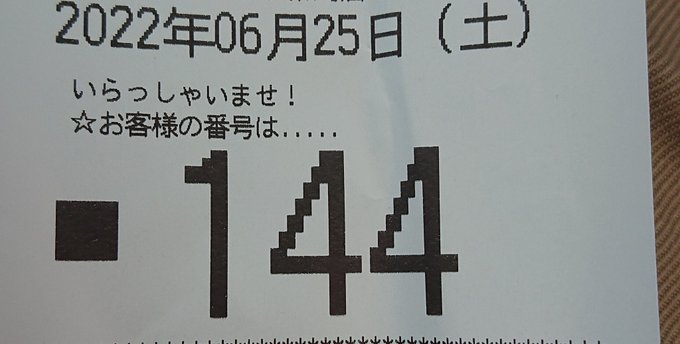 2022年06月25日(土)
いらっしゃいませ!
☆お客様の番号は.....
■144